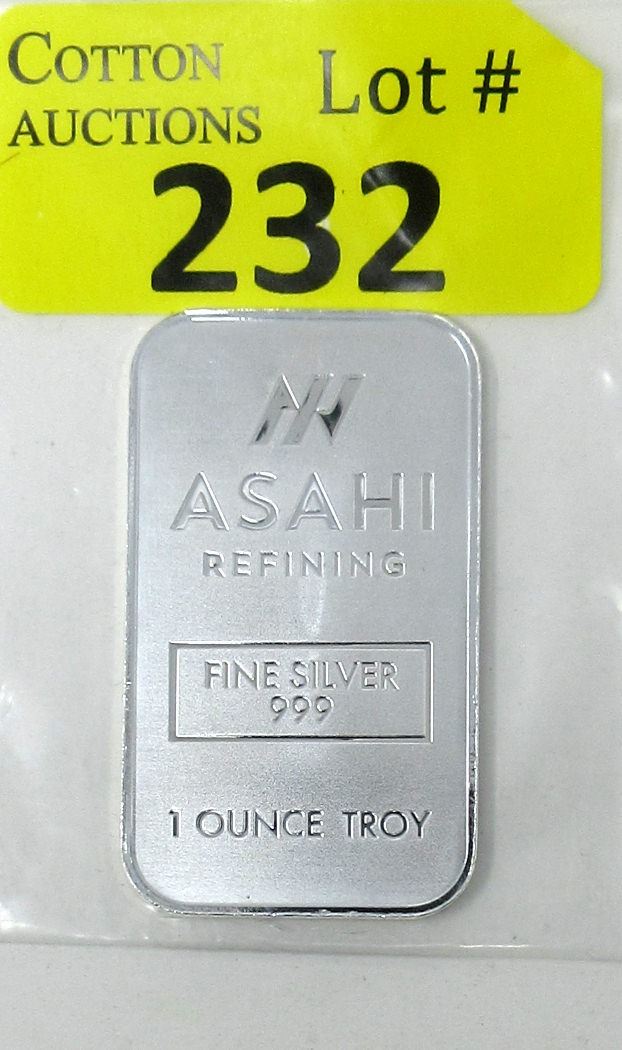 COTTON
AUCTIONS
Lot #
232
ASAHI
REFINING
FINE SILVER
999
1 OUNCE TROY